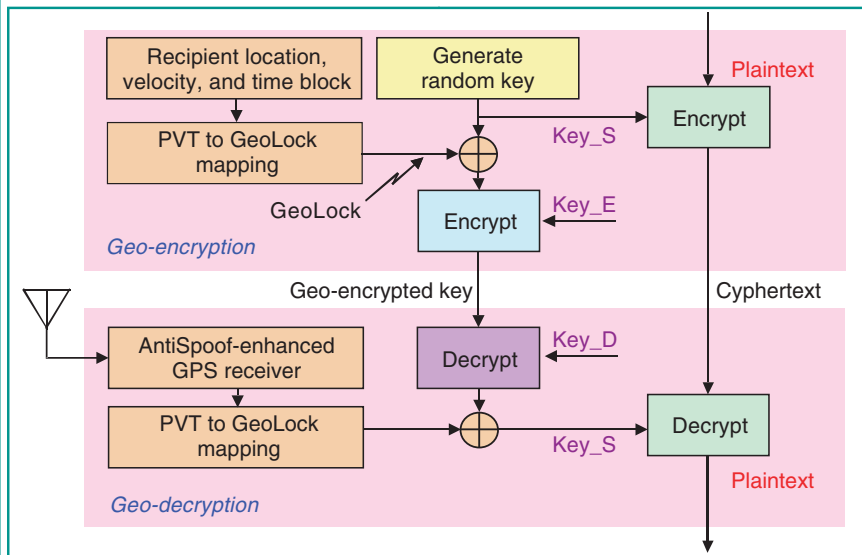 Recipient location,
velocity, and time block
Generate
random key
Plaintext
PVT to GeoLock
mapping
Key_S
Encrypt
GeoLock
Encrypt
Key_E
Geo-encryption
Geo-encrypted key
Cyphertext
AntiSpoof-enhanced
GPS receiver
Decrypt
Key_D
PVT to GeoLock
mapping
Key_S
Decrypt
Plaintext
Geo-decryption